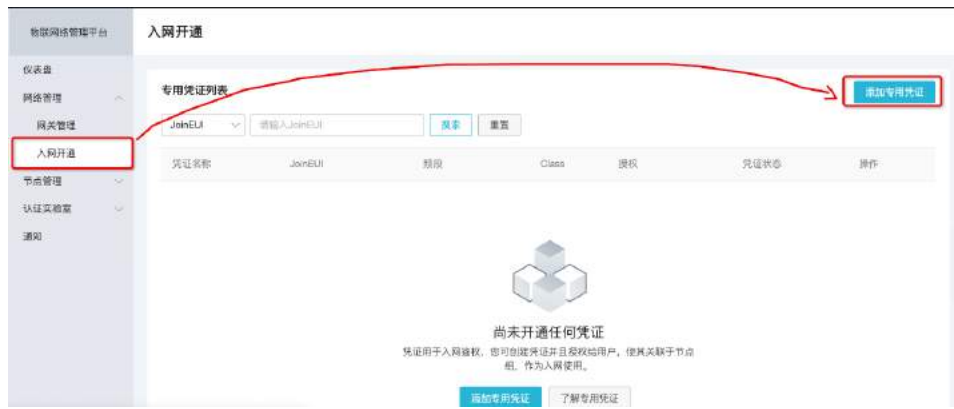 物联网络管理平台
入网开通
仪表盘
网络管理
网关管理
入网开通
节点管理
认证实验室
通知
专用凭证列表
添加专用凭证
JoinEUI
请输入JoinEUI
搜索
重置
凭证名称
JoinEUI
频段
Class
授权
凭证状态
操作
尚未开通任何凭证
凭证用于入网鉴权，您可创建凭证并且授权给用户，使其关联于节点
组，作为入网使用。
添加专用凭证
了解专用凭证